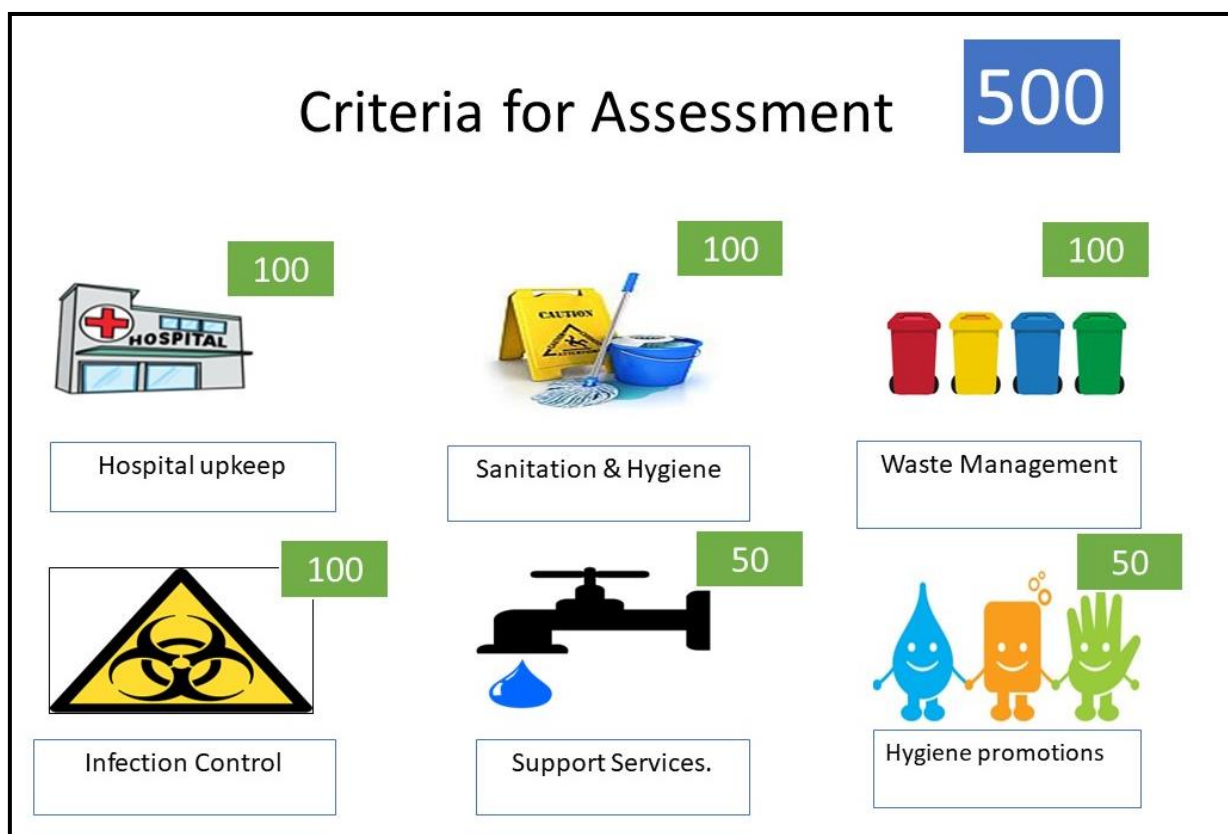 Criteria for Assessment
500
100
HOSPITAL
Hospital upkeep
100
CAUTION
Sanitation & Hygiene
100
Waste Management
100
Infection Control
50
Support Services.
50
Hygiene promotions